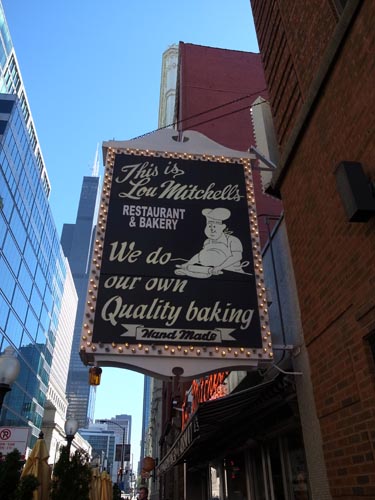 This is
Lou Mitchell's
RESTAURANT
& BAKERY
We do
our own
Quality baking
Hand Made